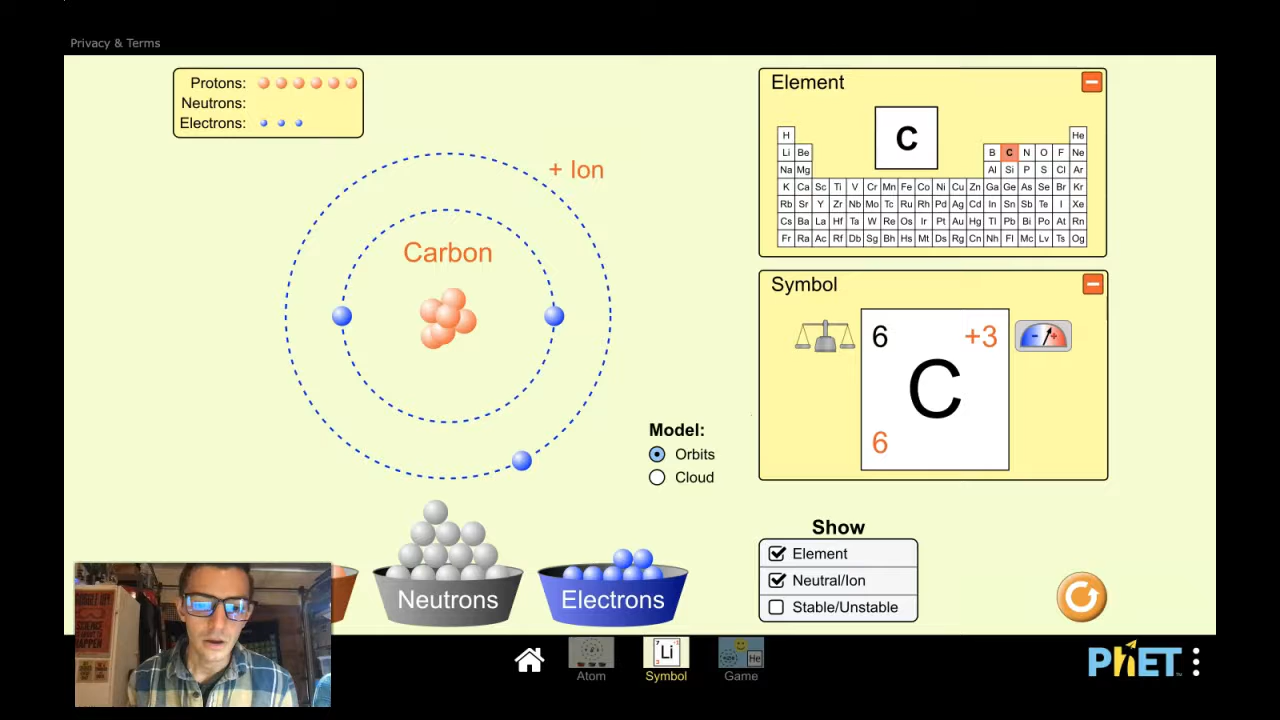 Privacy & Terms
Protons:
Neutrons:
Electrons:
+ Ion
Carbon
Element
C
H He
Li Be B C N O F Ne
Na Mg Al Si P S Cl Ar
K Ca Sc Ti V Cr Mn Fe Co Ni Cu Zn Ga Ge As Se Br Kr
Rb Sr Y Zr Nb Mo Tc Ru Rh Pd Ag Cd In Sn Sb Te I Xe
Cs Ba La Hf Ta W Re Os Ir Pt Au Hg Tl Pb Bi Po At Rn
Fr Ra Ac Rf Db Sg Bh Hs Mt Ds Rg Cn Nh Fl Mc Lv Ts Og
Symbol
6 +3
- +
C
6
Model:
Orbits
Cloud
Neutrons
Electrons
Show
Element
Neutral/Ion
Stable/Unstable
SCIENCE
HAPPEN
7 -1
Li
3
He
Atom
Symbol
Game
PhET